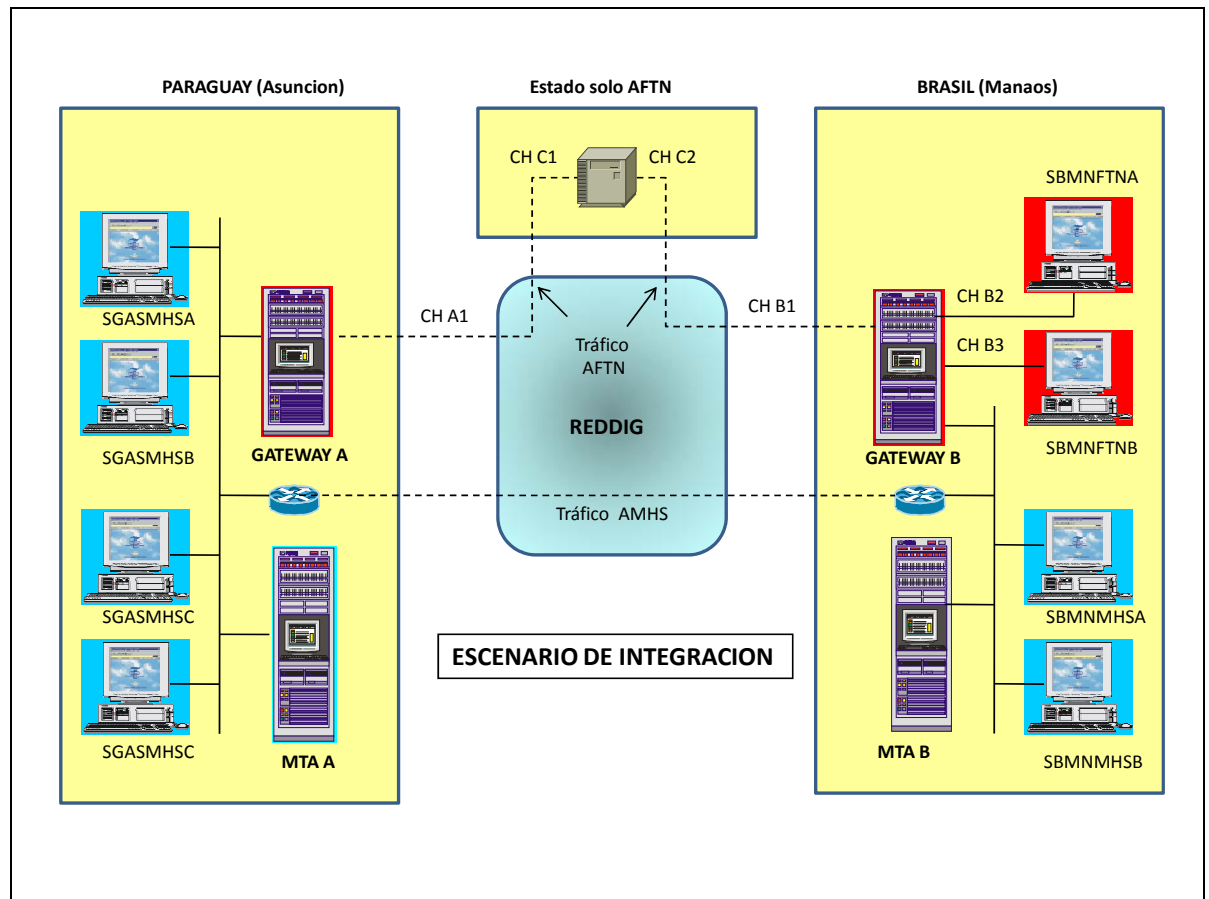 PARAGUAY (Asuncion)
Estado solo AFTN
BRASIL (Manaos)
CH C1
CH C2
SBMNFTNA
SGASMHSA
CH A1
CH B1
CH B2
Tráfico
AFTN
CH B3
SGASMHSB
GATEWAY A
REDDIG
GATEWAY B
SBMNFTNB
Tráfico AMHS
SGASMHSC
SBMNMHSA
ESCENARIO DE INTEGRACION
SGASMHSC
MTA A
MTA B
SBMNMHSB